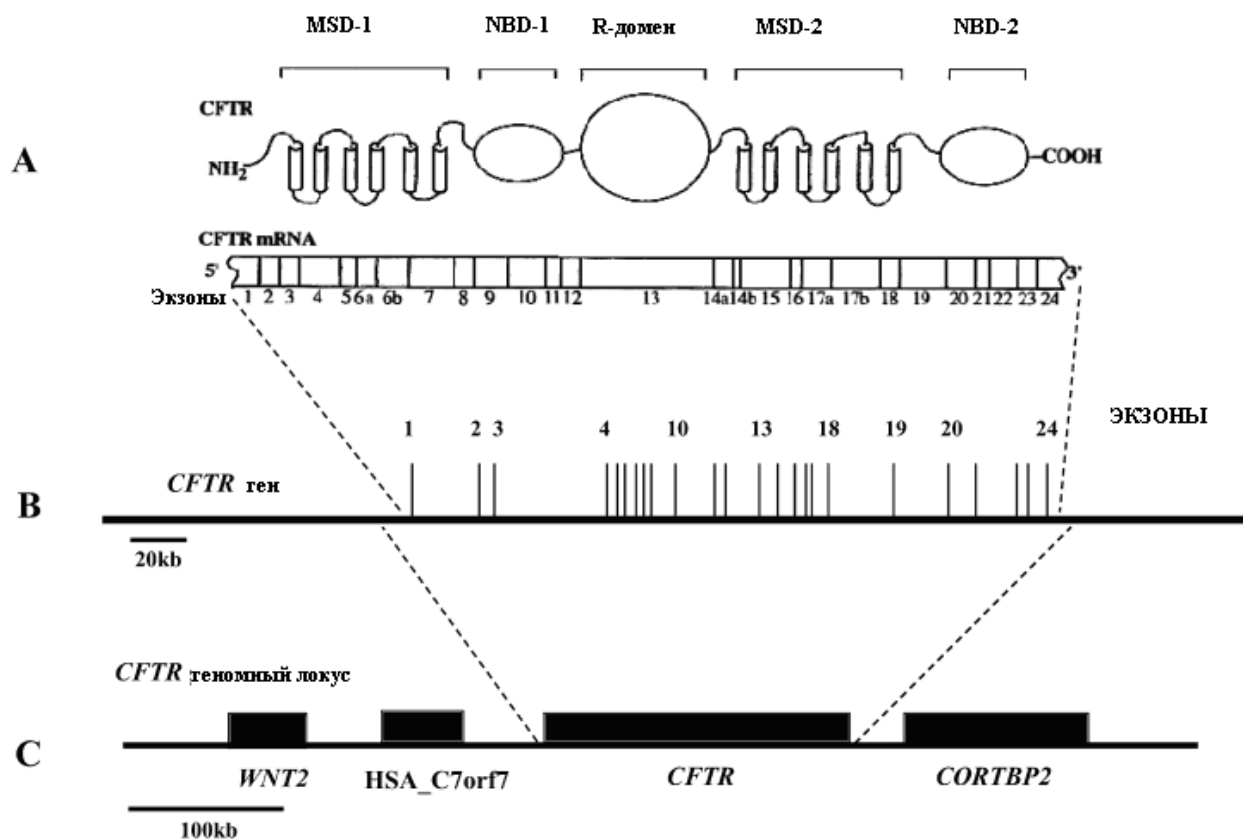 MSD-1 NBD-1 R-домен MSD-2 NBD-2
CFTR
A
NH2 COOH
CFTR mRNA
5' 3'
Экзоны 1 2 3 4 5 6a 6b 7 8 9 10 11 12 13 14a 14b 15 16 17a 17b 18 19 20 21 22 23 24
ЭКЗОНЫ
1 2 3 4 10 13 18 19 20 24
CFTR ген
B
20kb
CFTR геномный локус
C
WNT2 HSA_C7orf7 CFTR CORTBP2
100kb